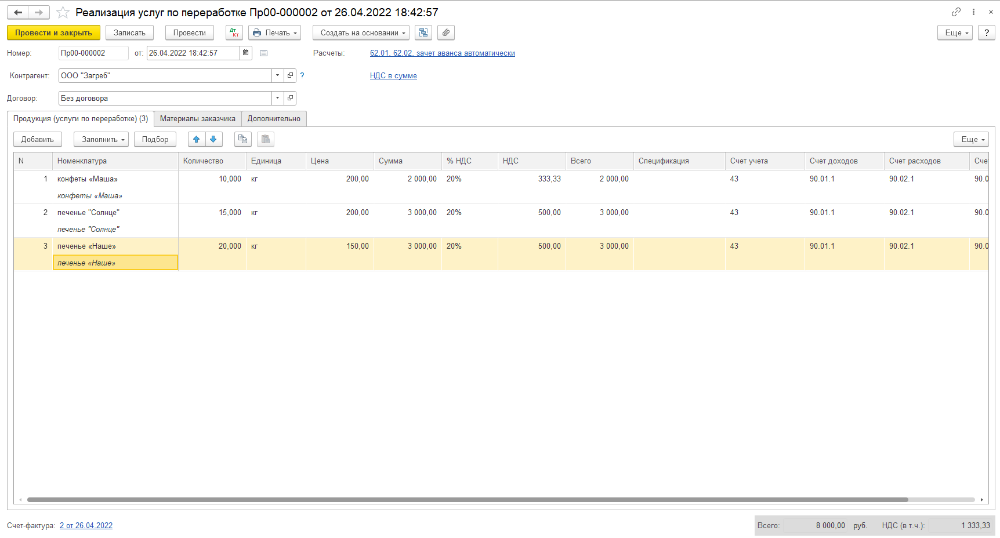 Реализация услуг по переработке Пр00-000002 от 26.04.2022 18:42:57
Провести и закрыть Записать Провести Дт Кт Печать Создать на основании Еще ?
Номер: Пр00-000002 от: 26.04.2022 18:42:57 Расчеты: 62.01, 62.02, зачет аванса автоматически
Контрагент: ООО "Загреб" ? НДС в сумме
Договор: Без договора
Продукция (услуги по переработке) (3) Материалы заказчика Дополнительно
Добавить Заполнить Подбор Еще
N Номенклатура Количество Единица Цена Сумма % НДС НДС Всего Спецификация Счет учета Счет доходов Счет расходов Счет
1 конфеты «Маша» 10,000 кг 200,00 2 000,00 20% 333,33 2 000,00 43 90.01.1 90.02.1 90.0
конфеты «Маша»
2 печенье "Солнце" 15,000 кг 200,00 3 000,00 20% 500,00 3 000,00 43 90.01.1 90.02.1 90.0
печенье "Солнце"
3 печенье «Наше» 20,000 кг 150,00 3 000,00 20% 500,00 3 000,00 43 90.01.1 90.02.1 90.0
печенье «Наше»
Счет-фактура: 2 от 26.04.2022 Всего: 8 000,00 руб. НДС (в т.ч.): 1 333,33